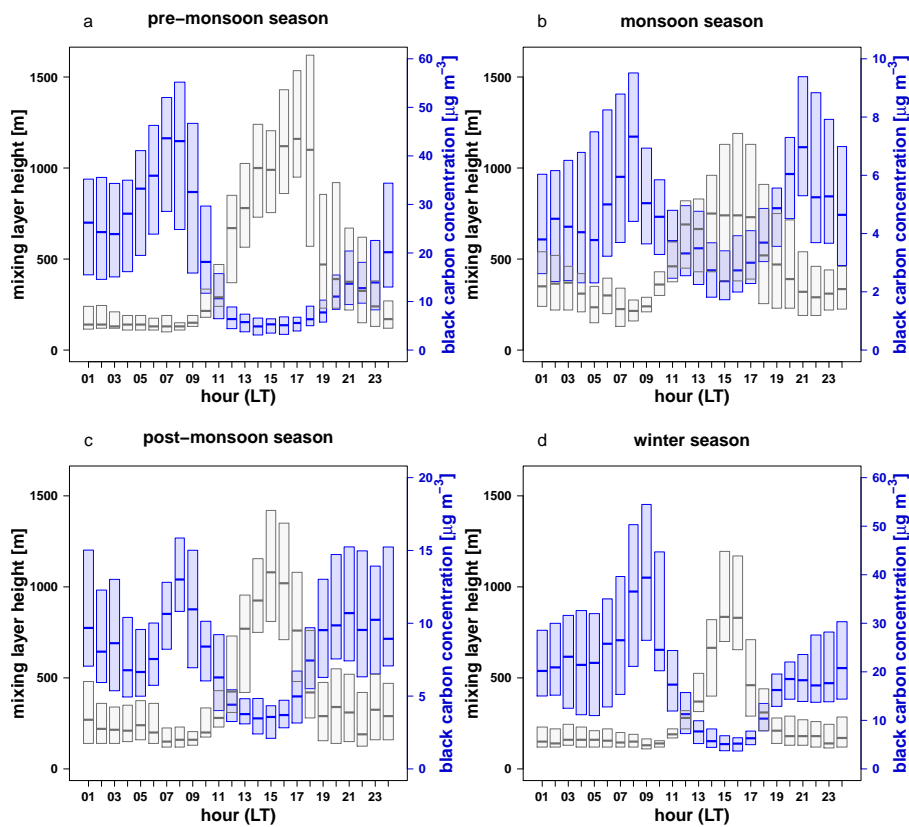 a pre−monsoon season
1500
1000
500
0
mixing layer height [m]
60
50
40
30
20
10
0
black carbon concentration [µg m−3]
01 03 05 07 09 11 13 15 17 19 21 23
hour (LT)
b monsoon season
1500
1000
500
0
mixing layer height [m]
10
8
6
4
2
0
black carbon concentration [µg m−3]
01 03 05 07 09 11 13 15 17 19 21 23
hour (LT)
c post−monsoon season
1500
1000
500
0
mixing layer height [m]
20
15
10
5
0
black carbon concentration [µg m−3]
01 03 05 07 09 11 13 15 17 19 21 23
hour (LT)
d winter season
1500
1000
500
0
mixing layer height [m]
60
50
40
30
20
10
0
black carbon concentration [µg m−3]
01 03 05 07 09 11 13 15 17 19 21 23
hour (LT)